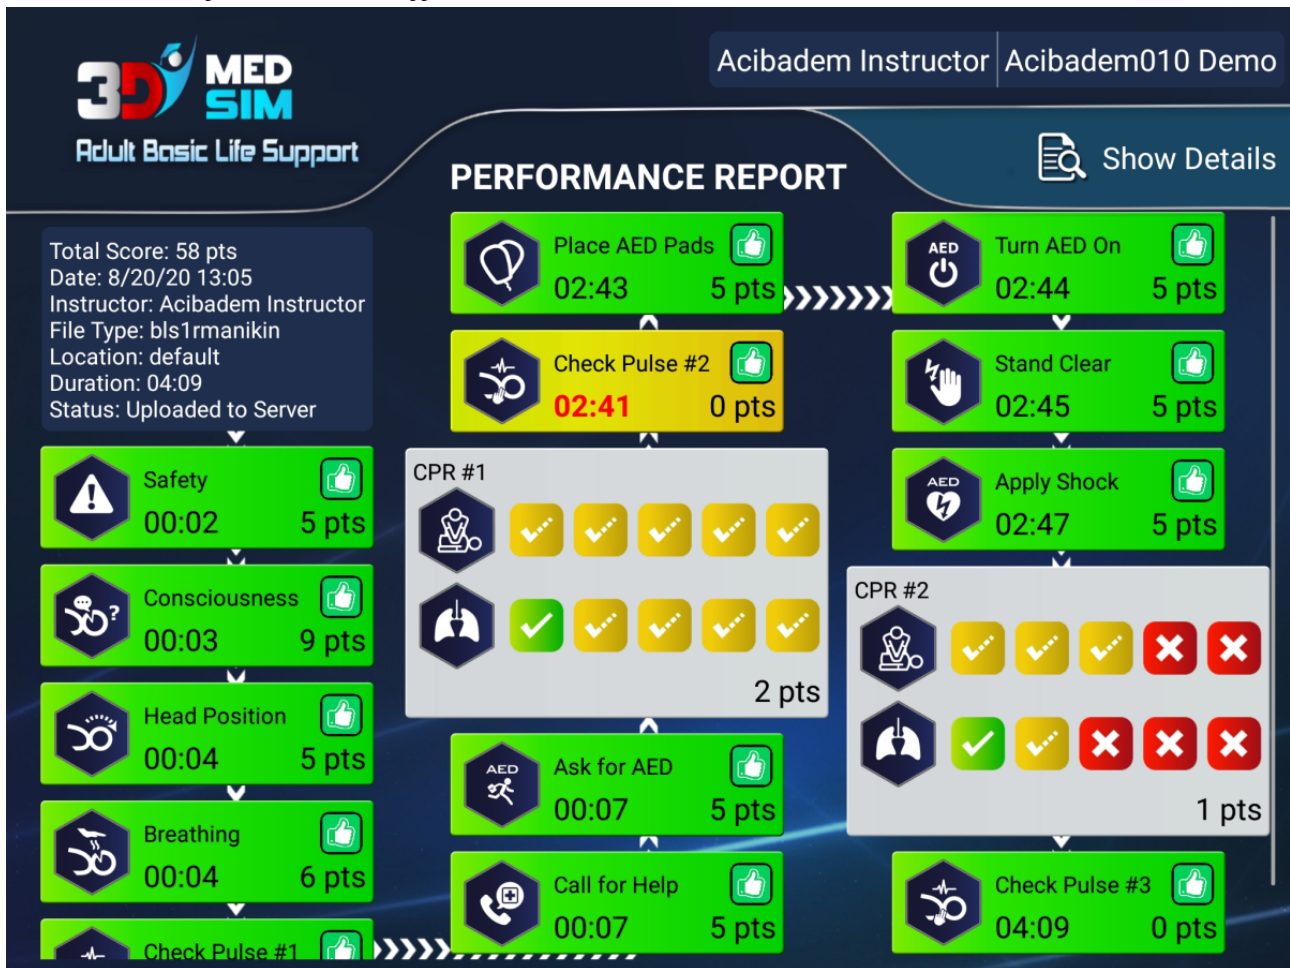 3D MED
SIM
Adult Basic Life Support
Acibadem Instructor Acibadem010 Demo
PERFORMANCE REPORT
Show Details
Total Score: 58 pts
Date: 8/20/20 13:05
Instructor: Acibadem Instructor
File Type: bls1rmanikin
Location: default
Duration: 04:09
Status: Uploaded to Server
Safety
00:02 5 pts
Consciousness
00:03 9 pts
Head Position
00:04 5 pts
Breathing
00:04 6 pts
Check Pulse #1
Call for Help
00:07 5 pts
AED
Ask for AED
00:07 5 pts
CPR #1
2 pts
Check Pulse #2
02:41 0 pts
Place AED Pads
02:43 5 pts
AED
Turn AED On
02:44 5 pts
Stand Clear
02:45 5 pts
AED
Apply Shock
02:47 5 pts
CPR #2
1 pts
Check Pulse #3
04:09 0 pts